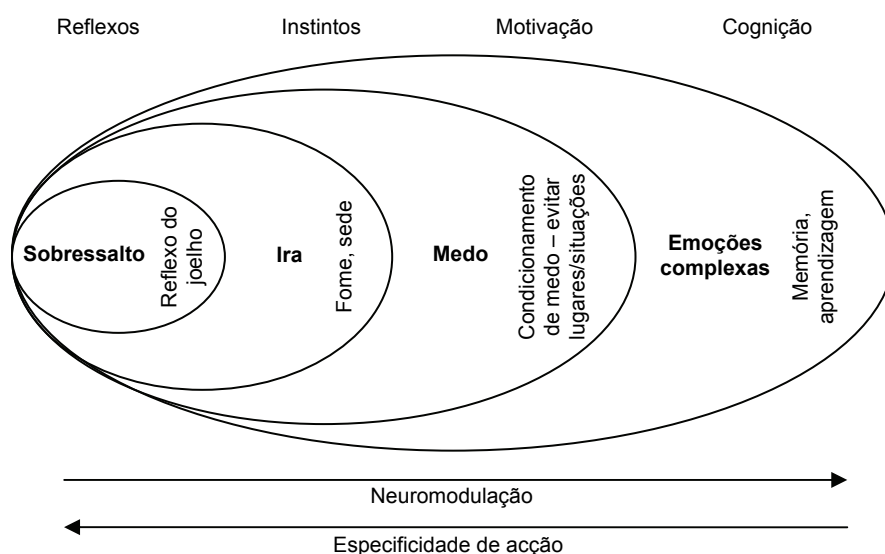 Reflexos
Instintos
Motivação
Cognição
Sobressalto
Reflexo do
joelho
Ira
Fome, sede
Medo
Condicionamento
de medo – evitar
lugares/situações
Emoções
complexas
Memória,
aprendizagem
Neuromodulação
Especificidade de acção